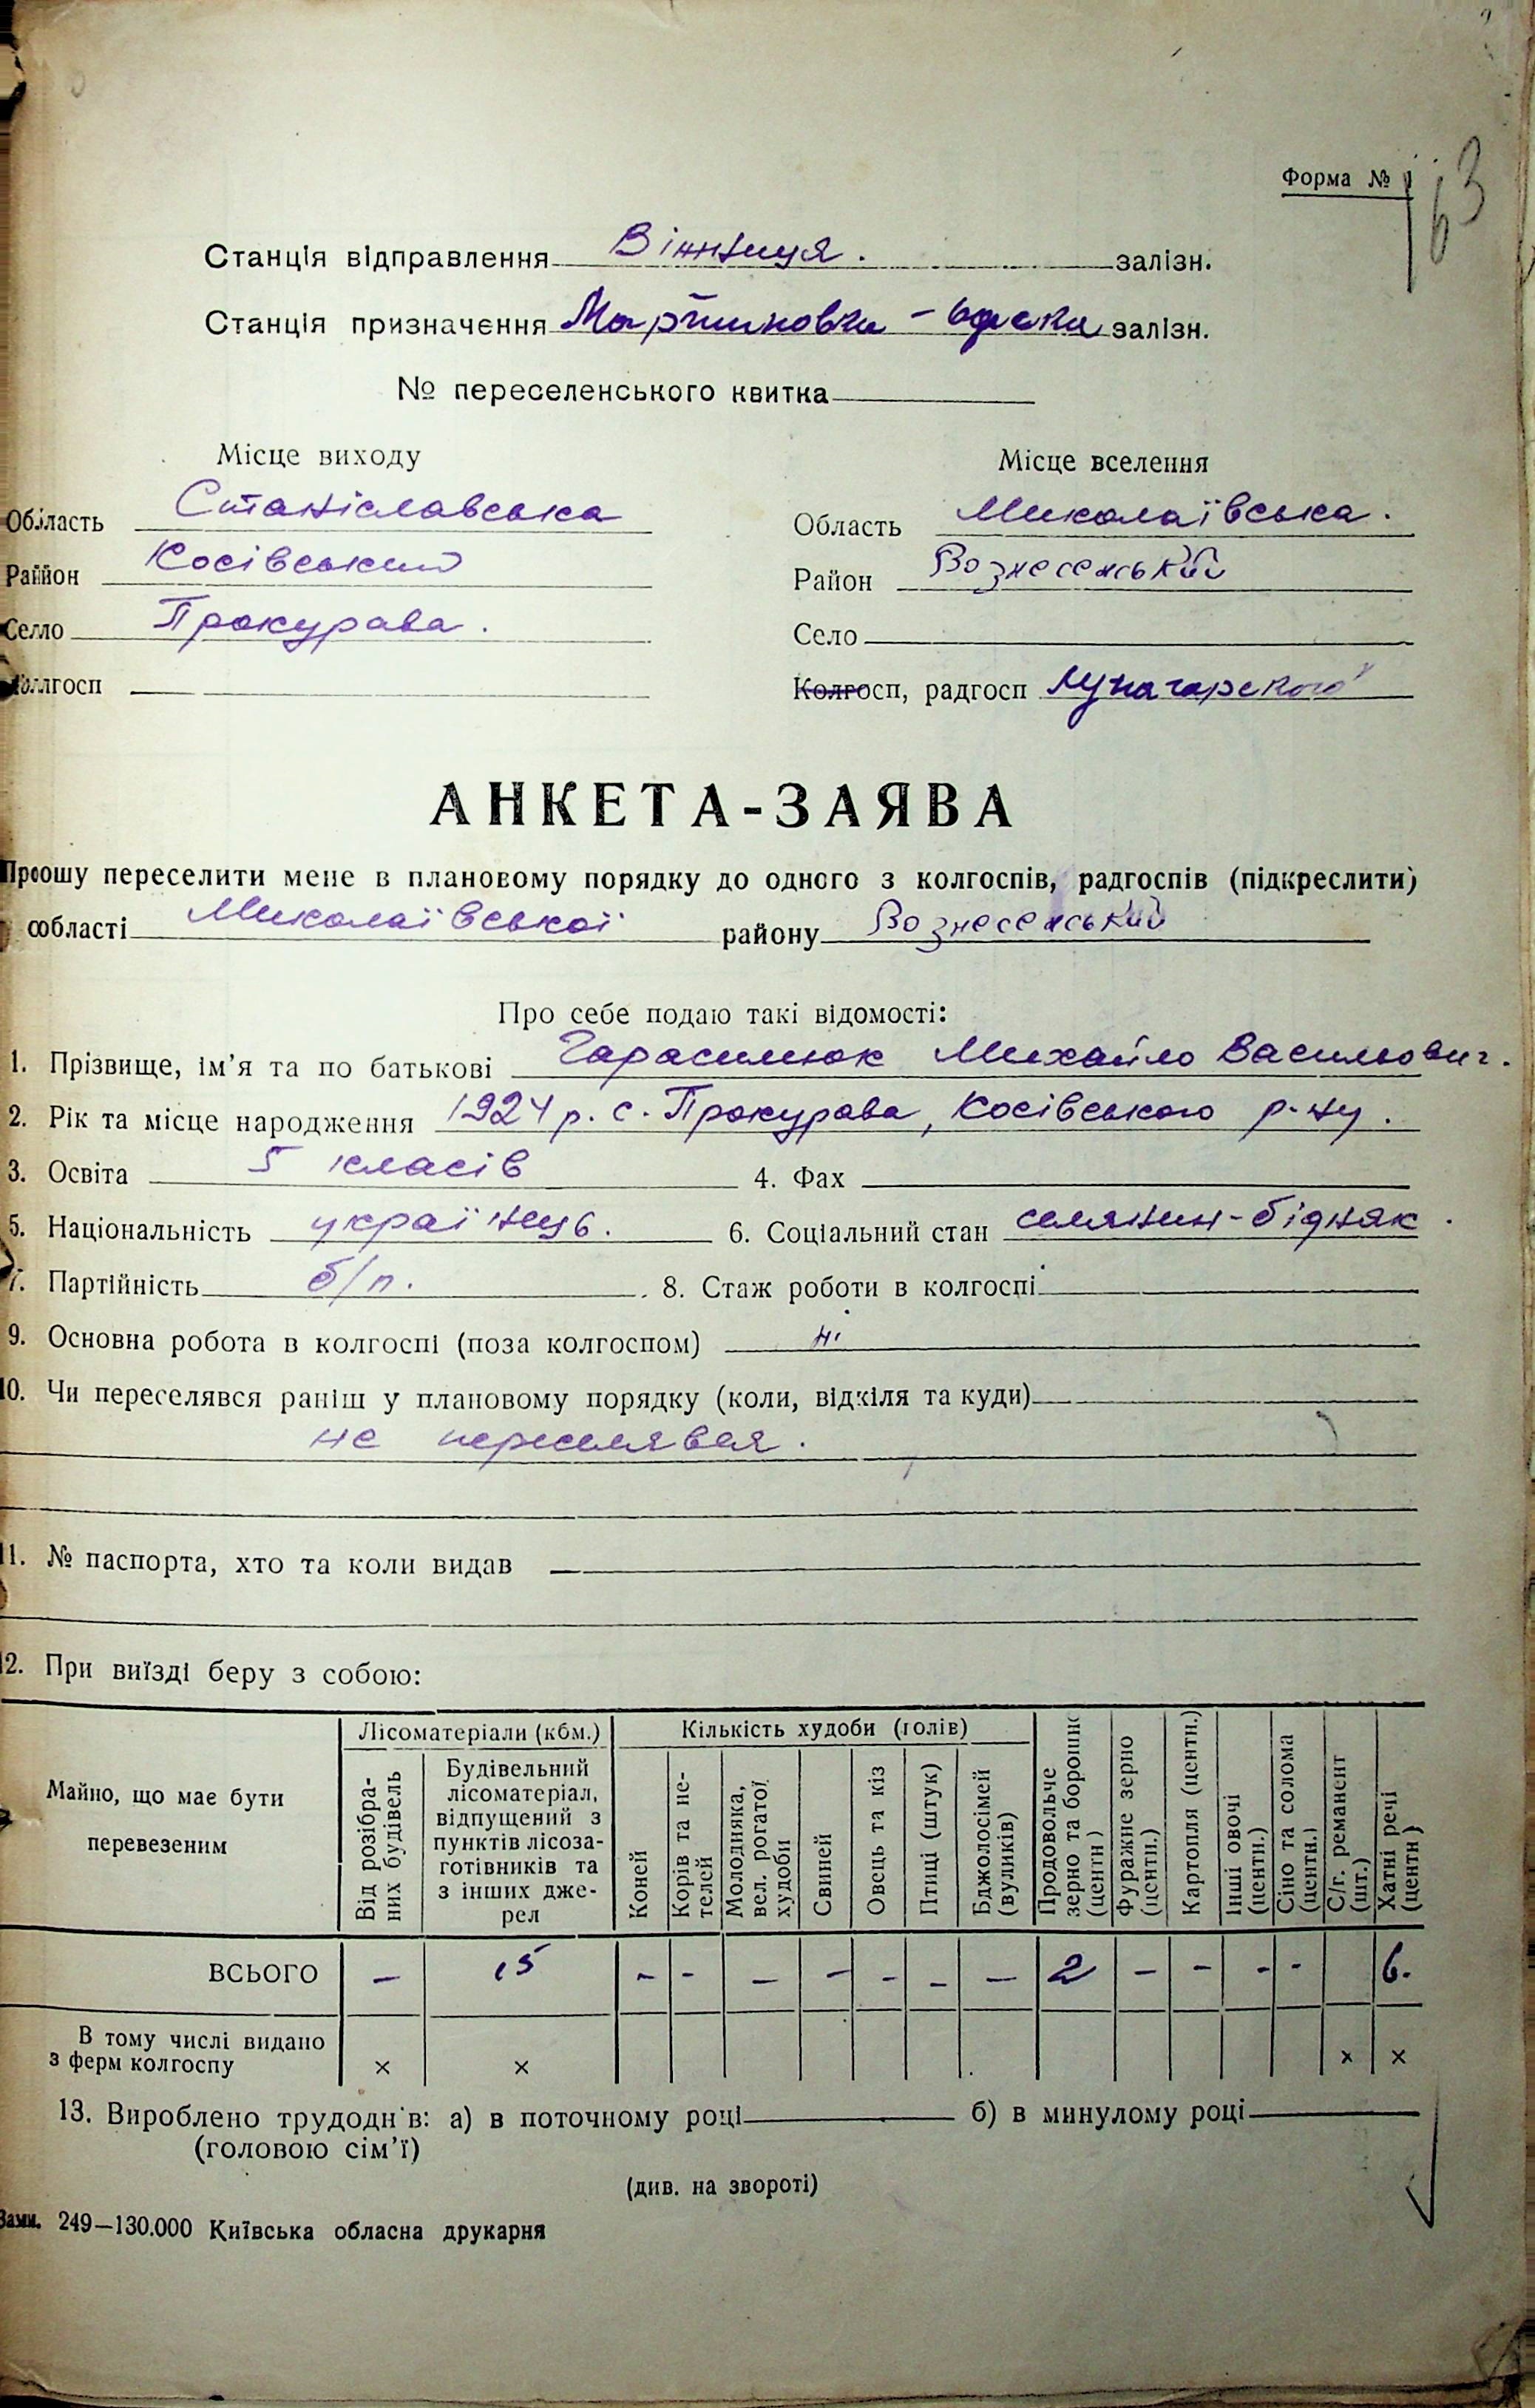 Форма № 1
63
Станція відправлення Вінниця. залізн.
Станція призначення Мартиновка - Одеська залізн.
№ переселенського квитка
Місце виходу Місце вселення
Область Станіславська Область Миколаївська.
Район Косівський Район Вознесенський
Село Прокурава. Село
Колгосп Колгосп, радгосп Луначарского
АНКЕТА-ЗАЯВА
Прошу переселити мене в плановому порядку до одного з колгоспів, радгоспів (підкреслити)
області Миколаївської району Вознесенський
Про себе подаю такі відомості:
1. Прізвище, ім'я та по батькові Гарасимюк Михайло Васильович.
2. Рік та місце народження 1924 р. с. Прокурава, Косівського р-ну.
3. Освіта 5 класів 4. Фах
5. Національність українець. 6. Соціальний стан селянин-бідняк.
7. Партійність б/п. 8. Стаж роботи в колгоспі
9. Основна робота в колгоспі (поза колгоспом) ні
10. Чи переселявся раніш у плановому порядку (коли, відкіля та куди)
не переселявся.
11. № паспорта, хто та коли видав
12. При виїзді беру з собою:
Майно, що має бути перевезеним
Лісоматеріали (кбм.)
Від розібраних будівель
Будівельний лісоматеріал, відпущений з пунктів лісозаготівників та з інших джерел
Кількість худоби (голів)
Коней
Корів та нетелей
Молодняка, вел. рогатої худоби
Свиней
Овець та кіз
Птиці (штук)
Бджолосімей (вуликів)
Продовольче зерно та борошно (центн)
Фуражне зерно (центн.)
Картопля (центн.)
Інші овочі (центн.)
Сіно та солома (центн.)
С/г. реманент (шт.)
Хатні речі (центн)
ВСЬОГО — 15 - - — - - - — 2 — - - - 6.
В тому числі видано з ферм колгоспу × × × ×
13. Вироблено трудоднів: а) в поточному році б) в минулому році
(головою сім'ї)
(див. на звороті)
Зам. 249—130.000 Київська обласна друкарня